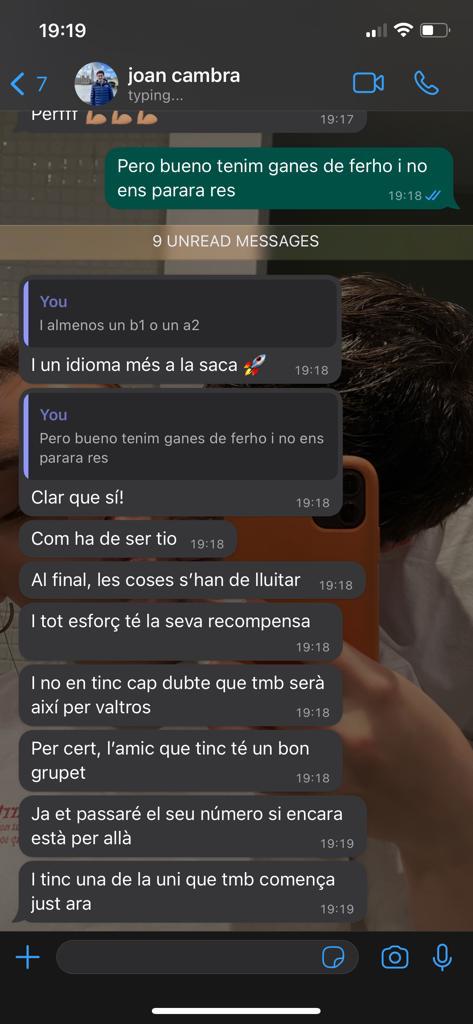 19:19
7
joan cambra
typing...
Perfff 💪🏽💪🏽💪🏽
19:17
Pero bueno tenim ganes de ferho i no
ens parara res
19:18
9 UNREAD MESSAGES
You
I almenos un b1 o un a2
I un idioma més a la saca 🚀
19:18
You
Pero bueno tenim ganes de ferho i no ens
parara res
Clar que sí!
19:18
Com ha de ser tio 19:18
Al final, les coses s'han de lluitar 19:18
I tot esforç té la seva recompensa
19:18
I no en tinc cap dubte que tmb serà
així per valtros
19:18
Per cert, l'amic que tinc té un bon
grupet
19:18
Ja et passaré el seu número si encara
està per allà
19:19
I tinc una de la uni que tmb comença
just ara
19:19